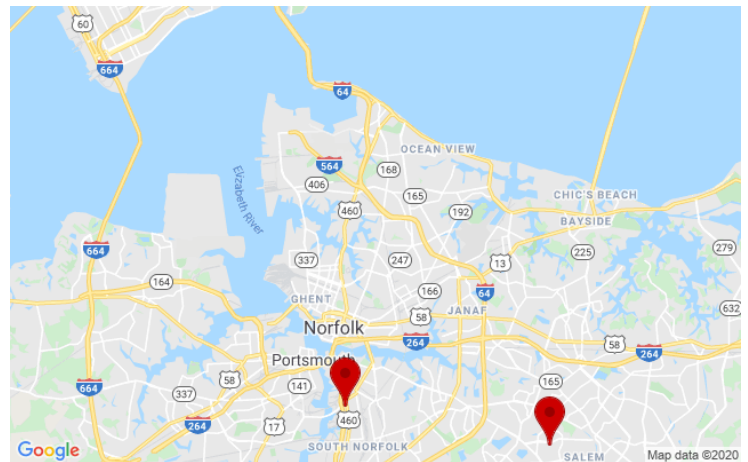 60
664
64
OCEAN VIEW
564
168
406
165
Elizabeth River
460
192
CHIC'S BEACH
BAYSIDE
664
337
247
13
225
279
164
166
64
GHENT
JANAF
632
Norfolk
58
264
58
264
Portsmouth
664
58
141
165
337
264
17
460
SOUTH NORFOLK
SALEM
Google
Map data ©2020